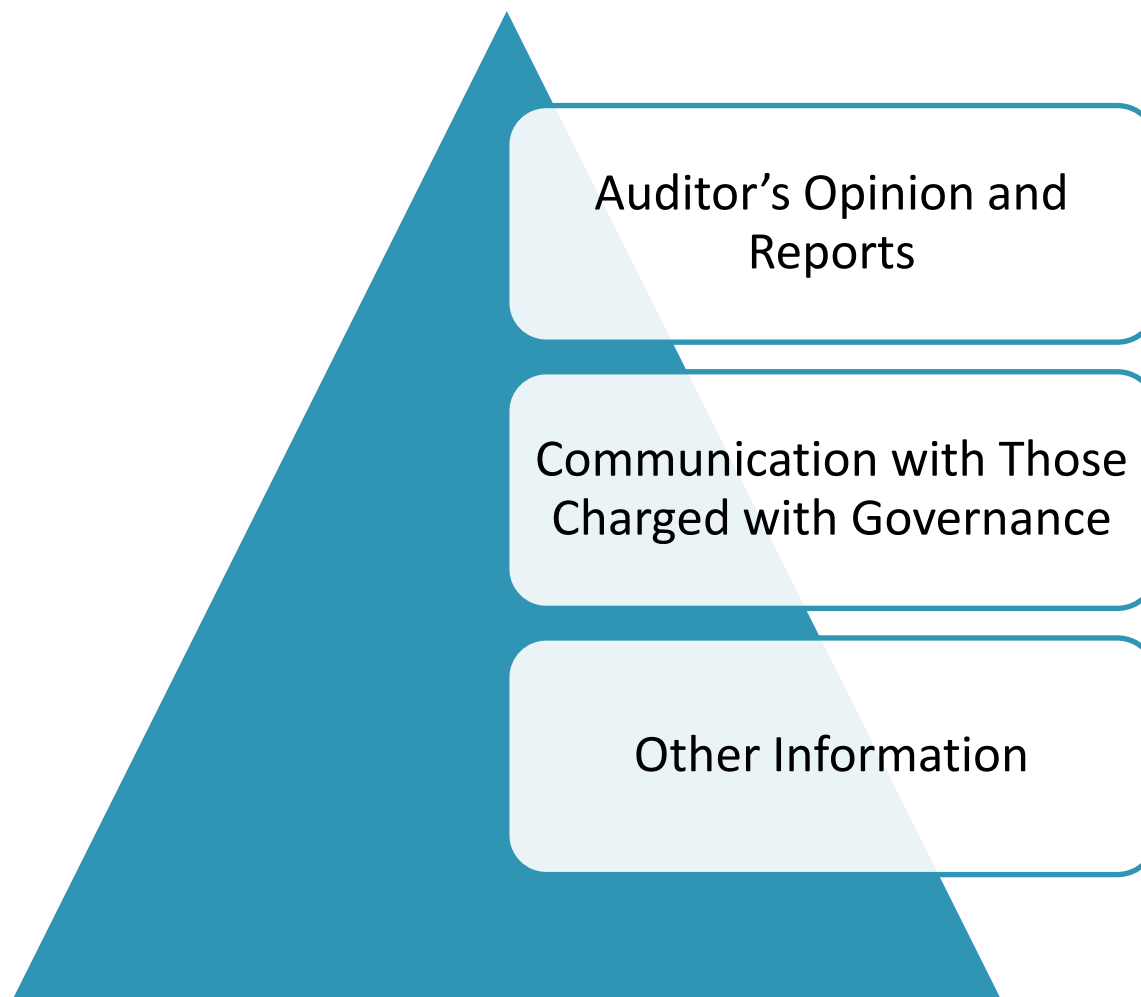 Auditor’s Opinion and
Reports
Communication with Those
Charged with Governance
Other Information